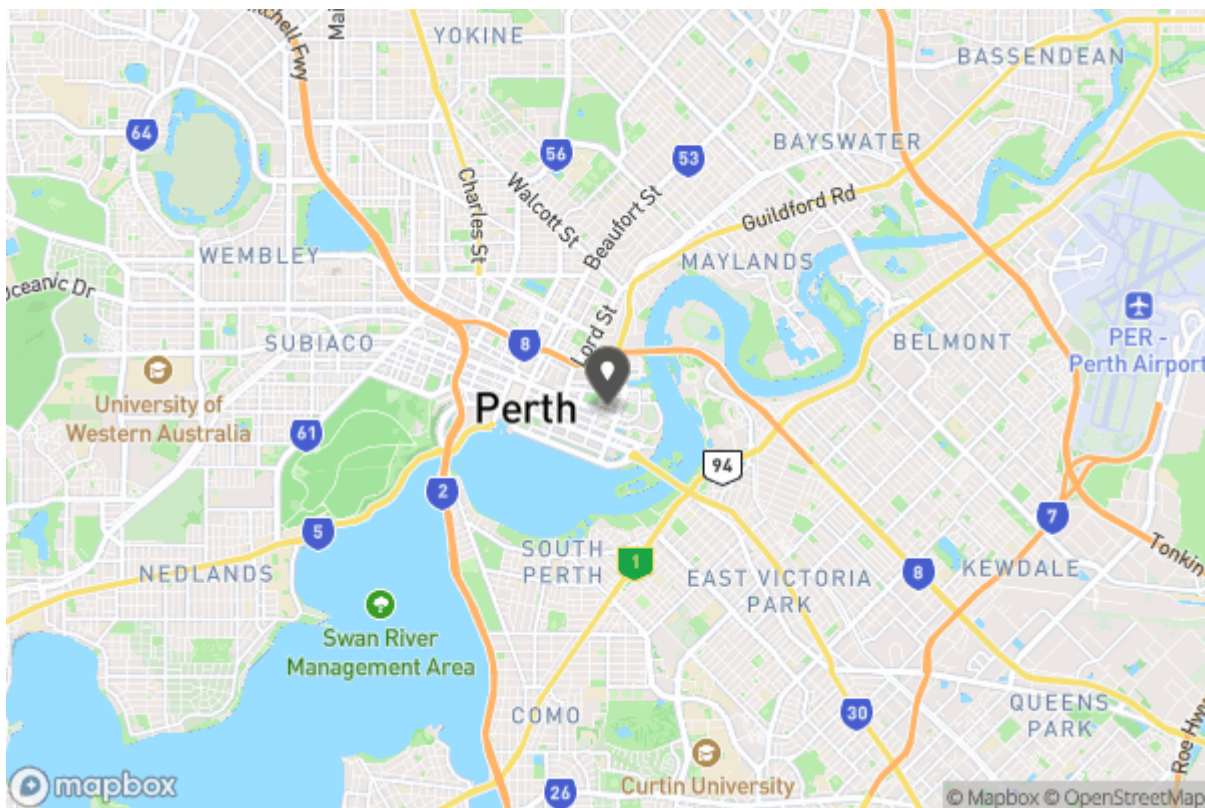 YOKINE
BASSENDEAN
tchell Fwy
64
56
53
BAYSWATER
Charles St
Walcott St
Beaufort St
Guildford Rd
WEMBLEY
MAYLANDS
Oceanic Dr
Lord St
SUBIACO
8
BELMONT
PER -
Perth Airport
University of
Western Australia
Perth
61
94
2
5
7
SOUTH
PERTH
1
NEDLANDS
EAST VICTORIA
PARK
8
KEWDALE
Tonkin
Swan River
Management Area
COMO
30
QUEENS
PARK
Roe Hwy
Curtin University
26
mapbox
© Mapbox © OpenStreetMap